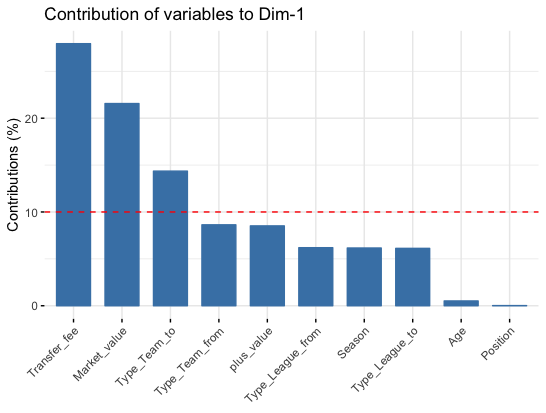 Contribution of variables to Dim-1
Contributions (%)
20
10
0
Transfer_fee
Market_value
Type_Team_to
Type_Team_from
plus_value
Type_League_from
Season
Type_League_to
Age
Position